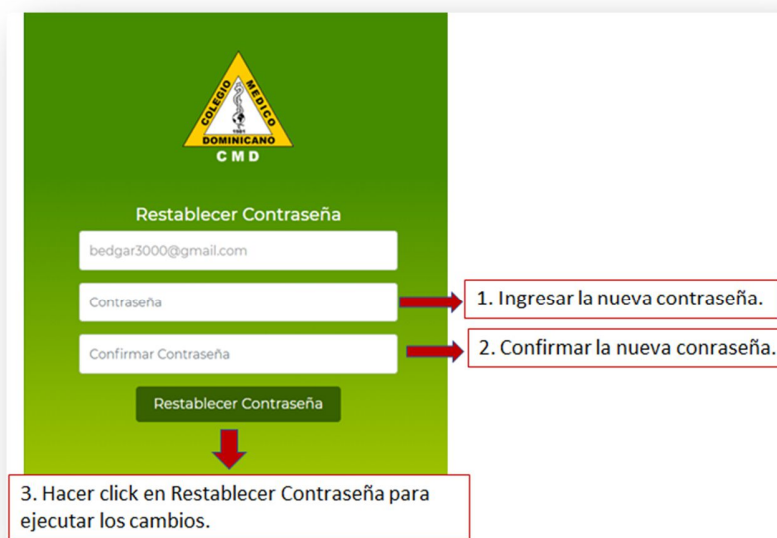 COLEGIO MEDICO
1941
DOMINICANO
CMD
Restablecer Contraseña
bedgar3000@gmail.com
Contraseña
1. Ingresar la nueva contraseña.
Confirmar Contraseña
2. Confirmar la nueva conraseña.
Restablecer Contraseña
3. Hacer click en Restablecer Contraseña para
ejecutar los cambios.